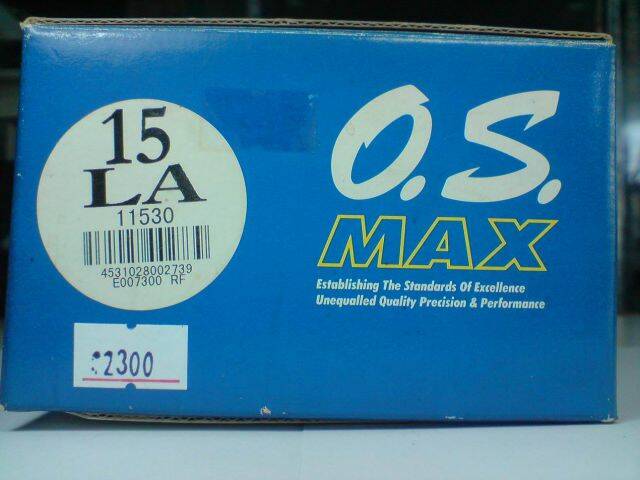 15
LA
11530
4531028002739
E007300 RF
:2300
O.S.
MAX
Establishing The Standards Of Excellence
Unequalled Quality Precision & Performance